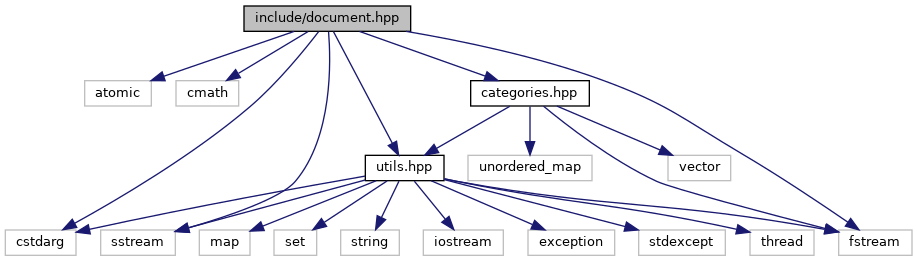 include/document.hpp
atomic
cmath
categories.hpp
utils.hpp
unordered_map
vector
cstdarg
sstream
map
set
string
iostream
exception
stdexcept
thread
fstream